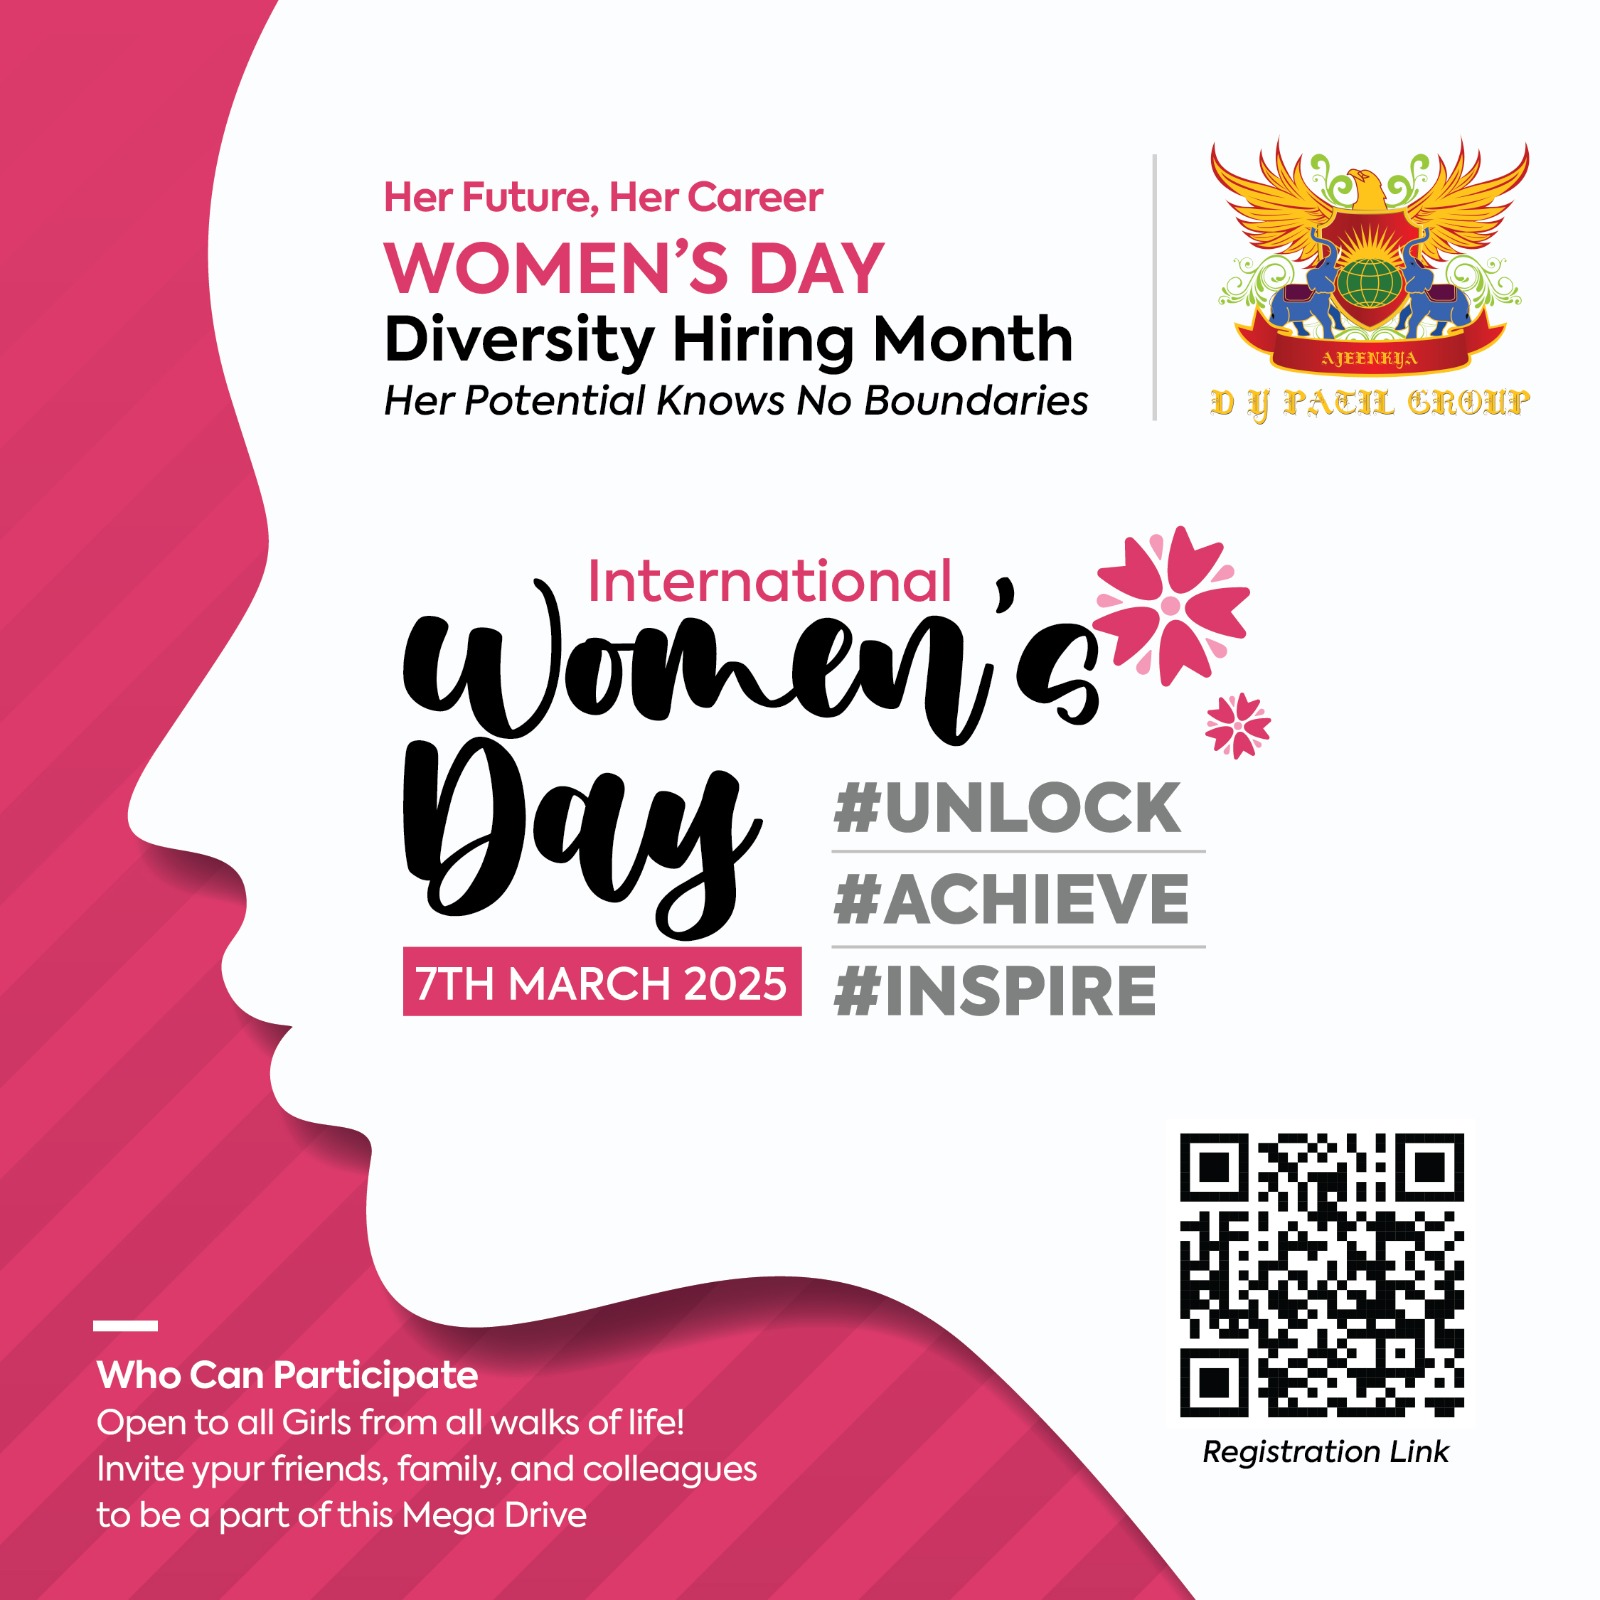 Her Future, Her Career
WOMEN'S DAY
Diversity Hiring Month
Her Potential Knows No Boundaries
AJEENKYA
D Y PATIL GROUP
International
Women's
Day
7TH MARCH 2025
#UNLOCK
#ACHIEVE
#INSPIRE
Who Can Participate
Open to all Girls from all walks of life!
Invite ypur friends, family, and colleagues
to be a part of this Mega Drive
Registration Link